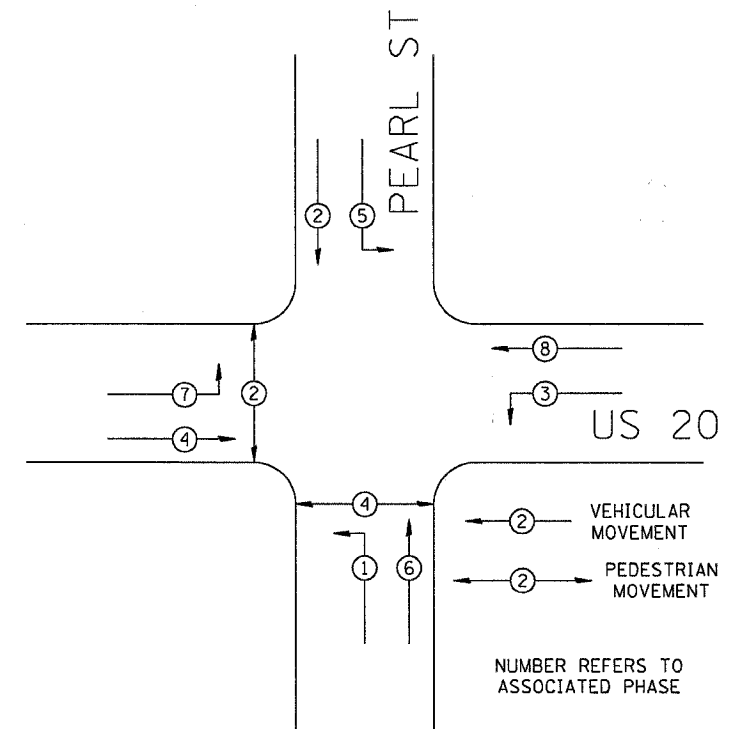 PEARL ST
2
5
8
7
2
3
4
US 20
4
1
6
2
VEHICULAR
MOVEMENT
2
PEDESTRIAN
MOVEMENT
NUMBER REFERS TO
ASSOCIATED PHASE